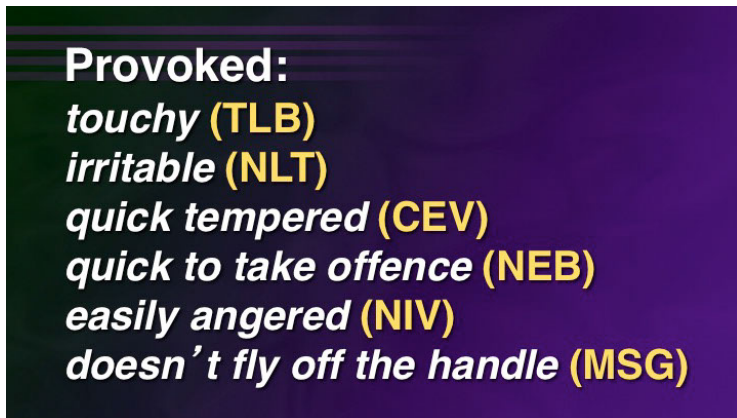 Provoked:
touchy (TLB)
irritable (NLT)
quick tempered (CEV)
quick to take offence (NEB)
easily angered (NIV)
doesn’t fly off the handle (MSG)